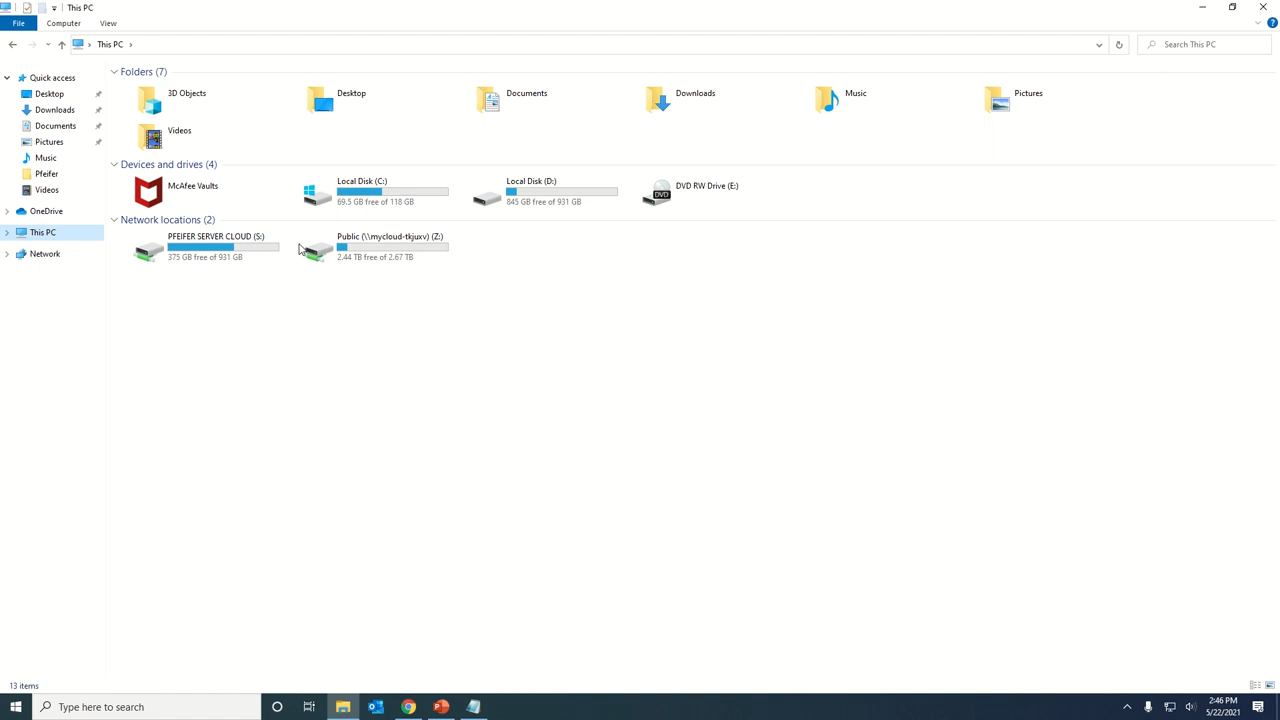 This PC
File Computer View
This PC
Search This PC
Quick access
Desktop
Downloads
Documents
Pictures
Music
Pfeifer
Videos
OneDrive
This PC
Network
Folders (7)
3D Objects
Desktop
Documents
Downloads
Music
Pictures
Videos
Devices and drives (4)
McAfee Vaults
Local Disk (C:)
69.5 GB free of 118 GB
Local Disk (D:)
845 GB free of 931 GB
DVD
DVD RW Drive (E:)
Network locations (2)
PFEIFER SERVER CLOUD (S:)
375 GB free of 931 GB
Public (\\mycloud-tkjuxv) (Z:)
2.44 TB free of 2.67 TB
13 items
Type here to search
2:46 PM
5/22/2021